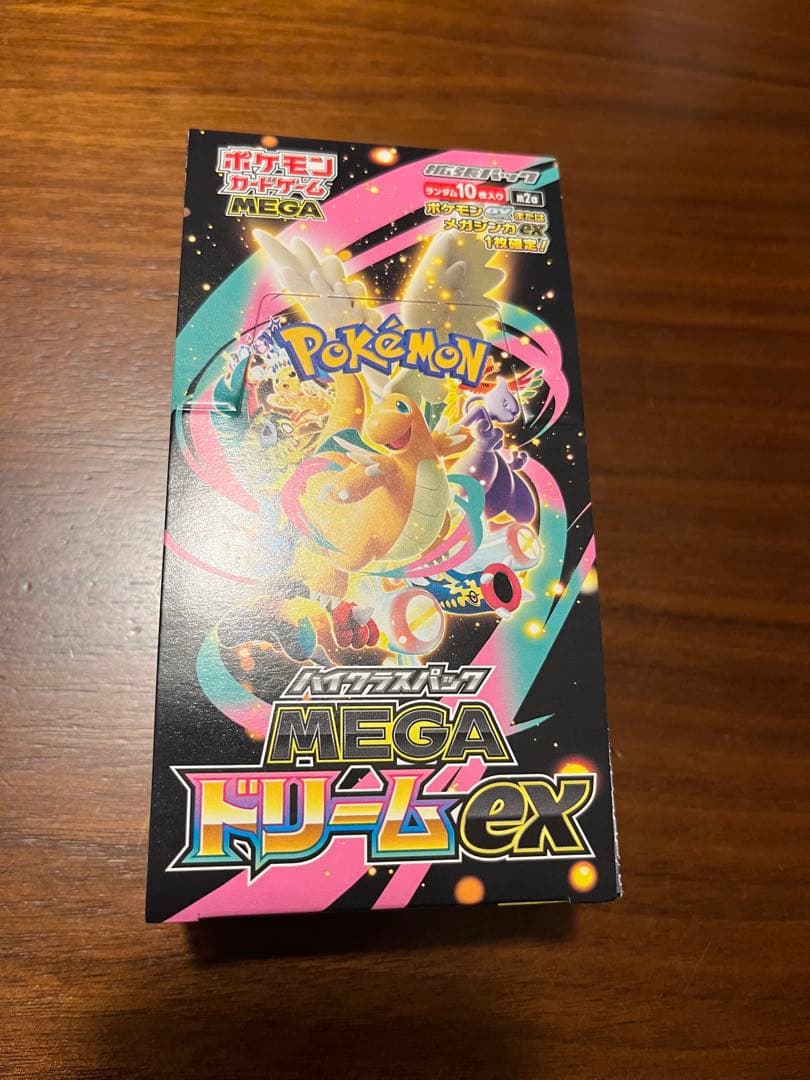 ポケモン
カードゲーム
MEGA
拡張パック
ランダム10枚入り
m2a
ポケモンexまたは
メガシンカex
1枚確定!
POKéMON
TM
ハイクラスパック
MEGA
ドリームex